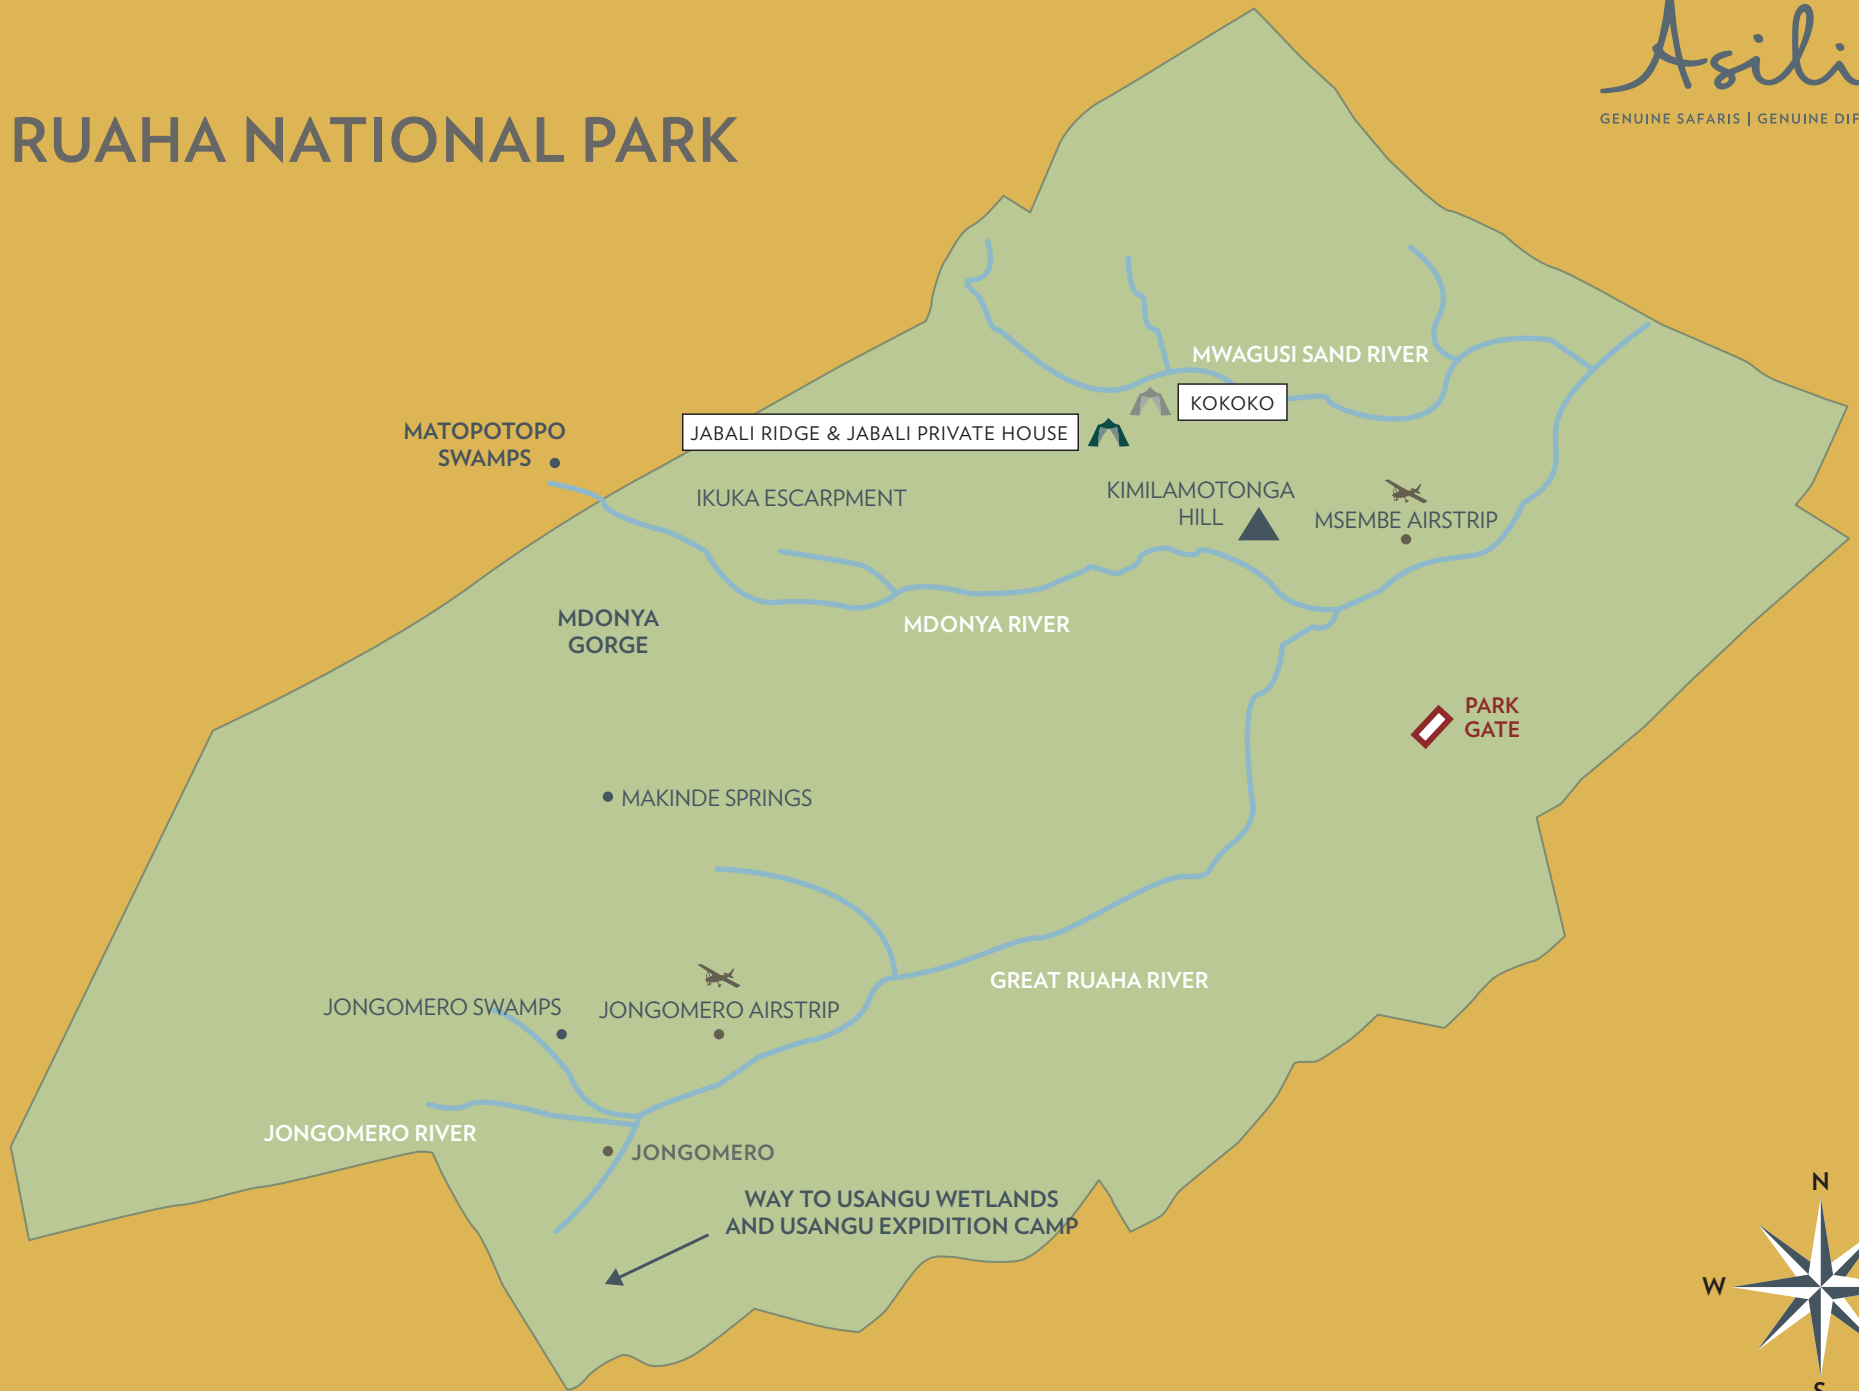 RUAHA NATIONAL PARK
Asili
GENUINE SAFARIS | GENUINE DIF
MWAGUSI SAND RIVER
KOKOKO
MATOPOTOPO
SWAMPS
JABALI RIDGE & JABALI PRIVATE HOUSE
IKUKA ESCARPMENT
KIMILAMOTONGA
HILL
MSEMBE AIRSTRIP
MDONYA
GORGE
MDONYA RIVER
PARK
GATE
MAKINDE SPRINGS
GREAT RUAHA RIVER
JONGOMERO SWAMPS
JONGOMERO AIRSTRIP
JONGOMERO RIVER
JONGOMERO
WAY TO USANGU WETLANDS
AND USANGU EXPIDITION CAMP
N
W
S